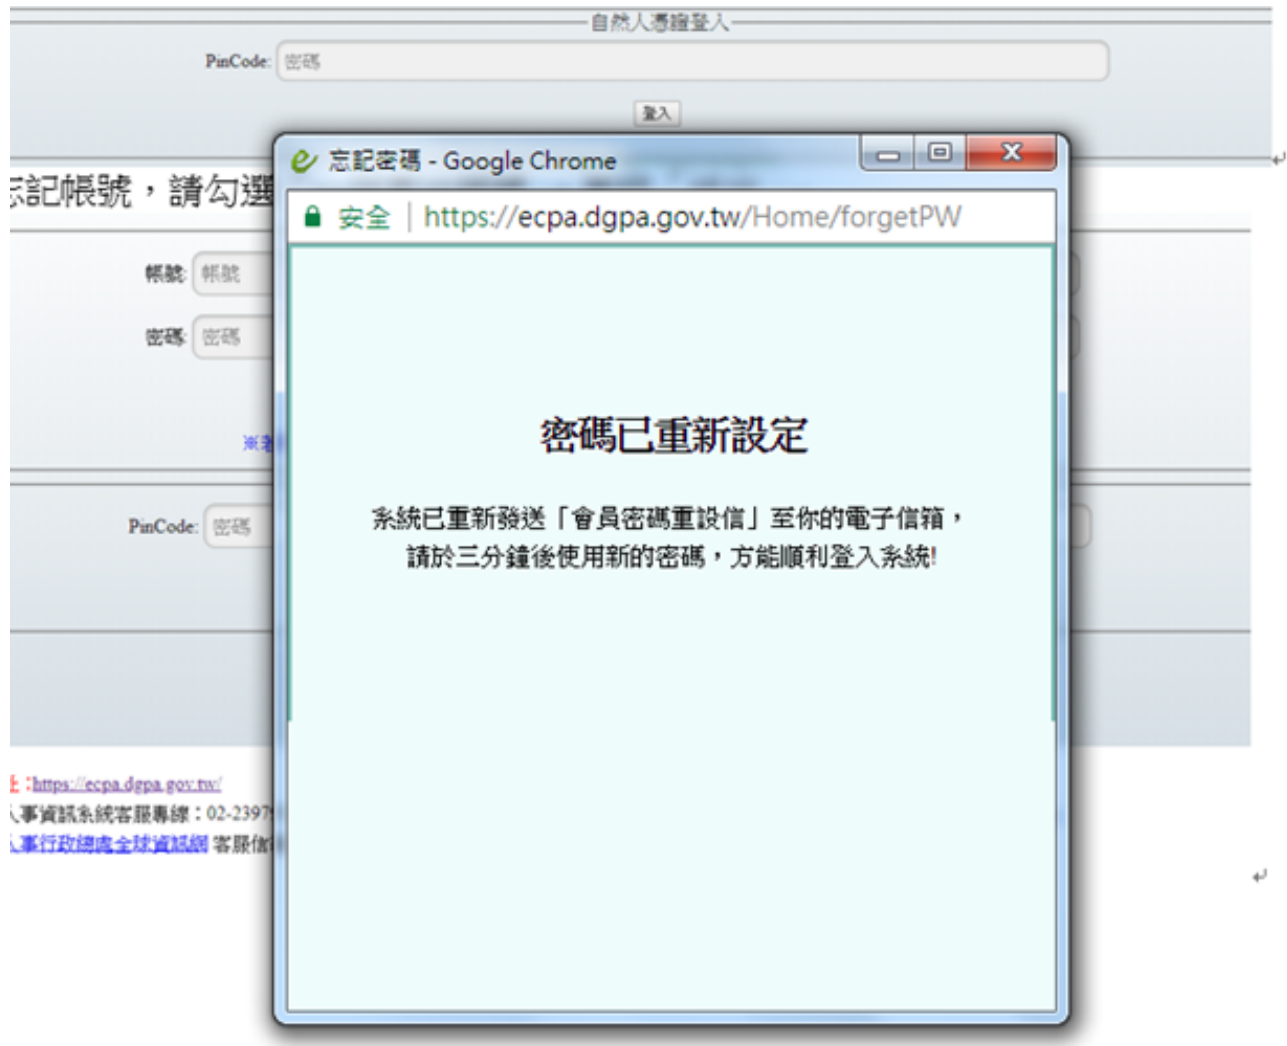 自然人憑證登入
PinCode: 密碼
登入
忘記密碼 - Google Chrome
忘記帳號，請勾選
安全 | https://ecpa.dgpa.gov.tw/Home/forgetPW
帳號: 帳號
密碼: 密碼
密碼已重新設定
※若
系統已重新發送「會員密碼重設信」至你的電子信箱，
PinCode: 密碼
請於三分鐘後使用新的密碼，方能順利登入系統!
址：https://ecpa.dgpa.gov.tw/
人事資訊系統客服專線：02-2397
人事行政總處全球資訊網 客服信